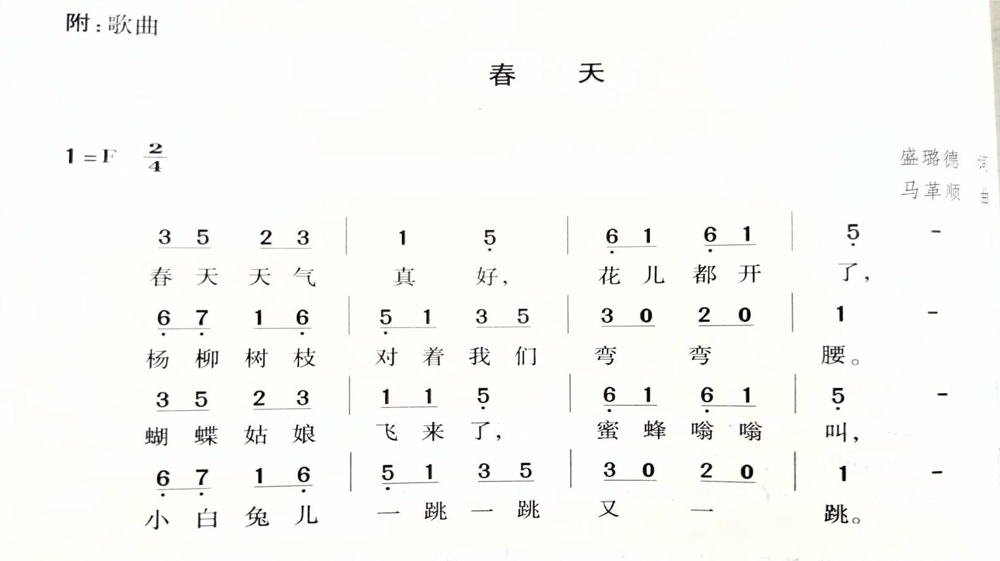 附：歌曲
春 天
1=F 2/4
盛璐德 词
马革顺 曲
3 5 2 3 | 1 5̣ | 6̣ 1 6̣ 1 | 5̣ -
春 天 天 气 真 好， 花 儿 都 开 了，
6̣ 7̣ 1 6̣ | 5̣ 1 3 5 | 3 0 2 0 | 1 -
杨 柳 树 枝 对 着 我 们 弯 弯 腰。
3 5 2 3 | 1 1 5̣ | 6̣ 1 6̣ 1 | 5̣ -
蝴 蝶 姑 娘 飞 来 了， 蜜 蜂 嗡 嗡 叫，
6̣ 7̣ 1 6̣ | 5̣ 1 3 5 | 3 0 2 0 | 1 -
小 白 兔 儿 一 跳 一 跳 又 一 跳。